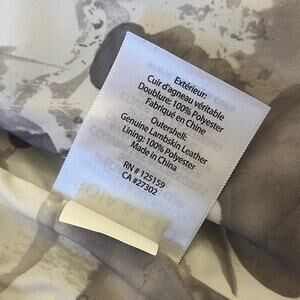 Extérieur:
Cuir d'agneau véritable
Doublure: 100% Polyester
Fabriqué en Chine
Outershell:
Genuine Lambskin Leather
Lining: 100% Polyester
Made in China
RN # 125159
CA #27302